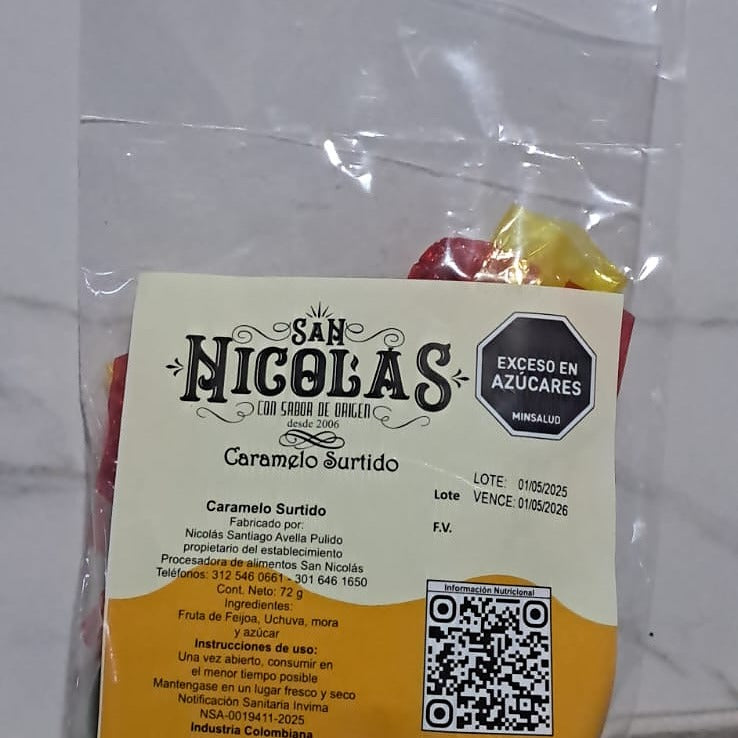 SAN
NICOLAS
CON SABOR DE ORIGEN
desde 2006
Caramelo Surtido
EXCESO EN
AZÚCARES
MINSALUD
Lote
LOTE: 01/05/2025
VENCE: 01/05/2026
F.V.
Caramelo Surtido
Fabricado por:
Nicolás Santiago Avella Pulido
propietario del establecimiento
Procesadora de alimentos San Nicolás
Teléfonos: 312 546 0661 - 301 646 1650
Cont. Neto: 72 g
Ingredientes:
Fruta de Feijoa, Uchuva, mora
y azúcar
Instrucciones de uso:
Una vez abierto, consumir en
el menor tiempo posible
Mantengase en un lugar fresco y seco
Notificación Sanitaria Invima
NSA-0019411-2025
Industria Colombiana
Información Nutricional